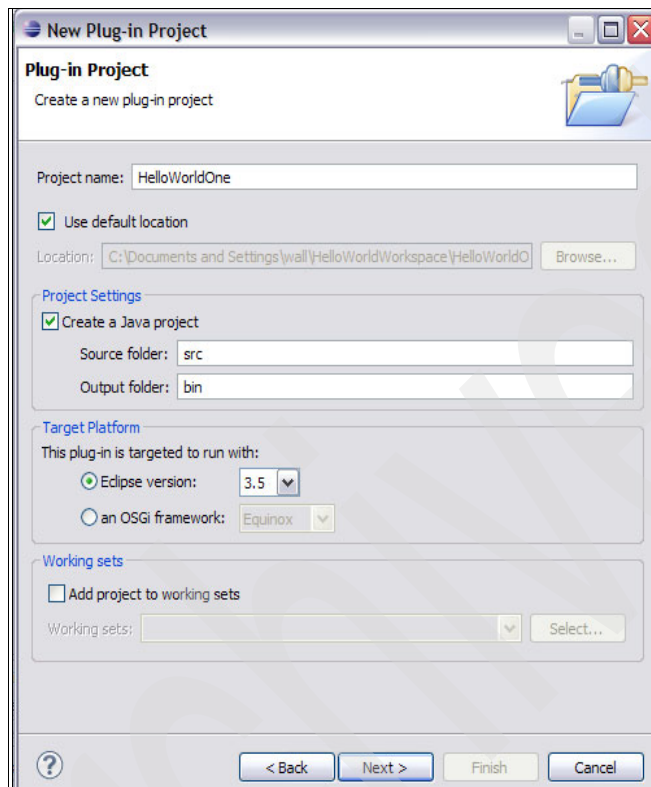 New Plug-in Project
Plug-in Project
Create a new plug-in project
Project name: HelloWorldOne
Use default location
Location: C:\Documents and Settings\wall\HelloWorldWorkspace\HelloWorldO Browse...
Project Settings
Create a Java project
Source folder: src
Output folder: bin
Target Platform
This plug-in is targeted to run with:
Eclipse version: 3.5
an OSGi framework: Equinox
Working sets
Add project to working sets
Working sets: Select...
? < Back Next > Finish Cancel